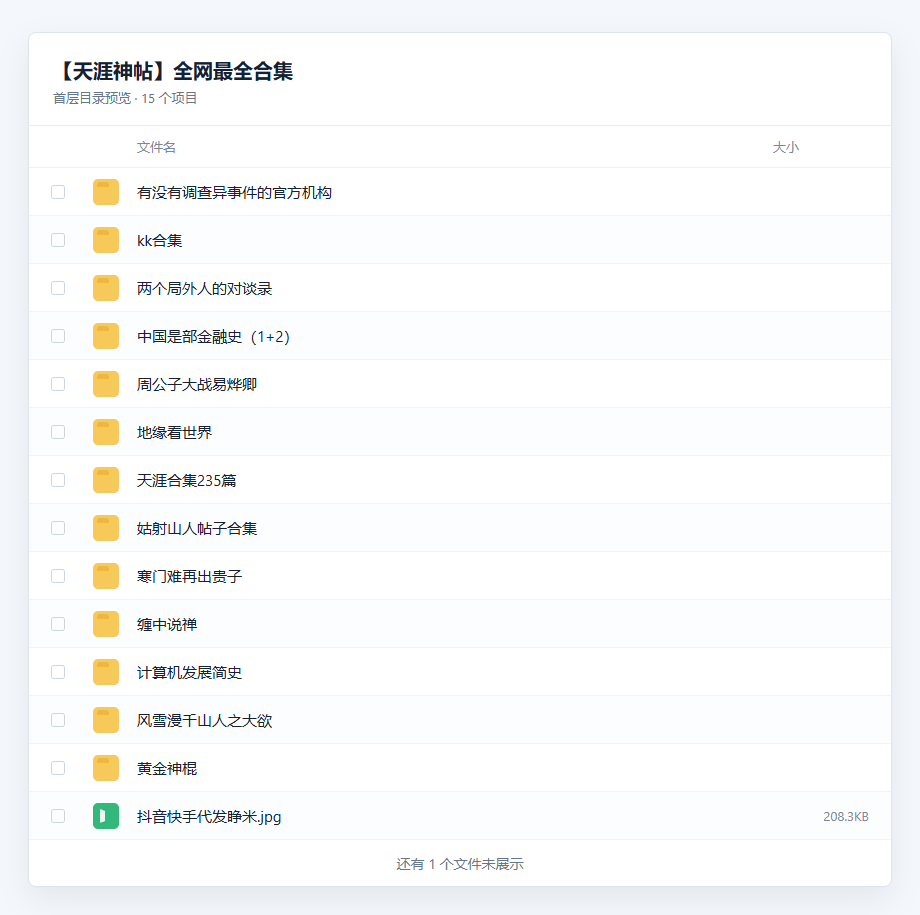 【天涯神帖】全网最全合集
首层目录预览 · 15 个项目
文件名 大小
有没有调查异事件的官方机构
kk合集
两个局外人的对谈录
中国是部金融史（1+2）
周公子大战易烨卿
地缘看世界
天涯合集235篇
姑射山人帖子合集
寒门难再出贵子
缠中说禅
计算机发展简史
风雪漫千山人之大欲
黄金神棍
抖音快手代发睁米.jpg 208.3KB
还有 1 个文件未展示